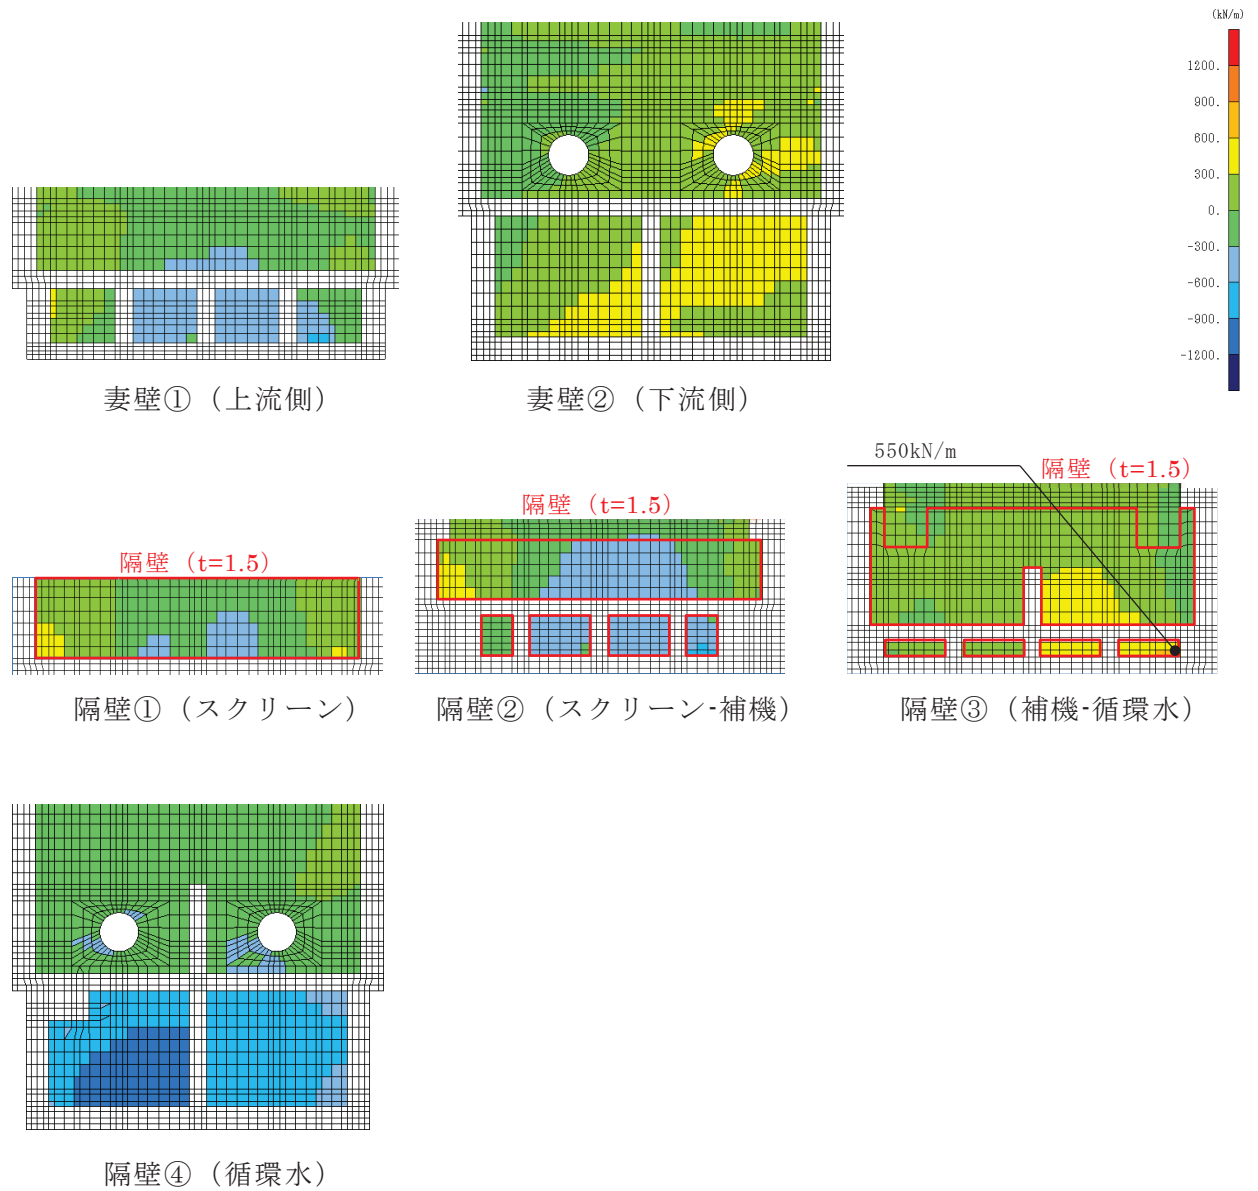 (kN/m)
1200.
900.
600.
300.
0.
-300.
-600.
-900.
-1200.
妻壁①（上流側）
妻壁②（下流側）
550kN/m
隔壁（t=1.5）
隔壁（t=1.5）
隔壁（t=1.5）
隔壁①（スクリーン）
隔壁②（スクリーン-補機）
隔壁③（補機-循環水）
隔壁④（循環水）